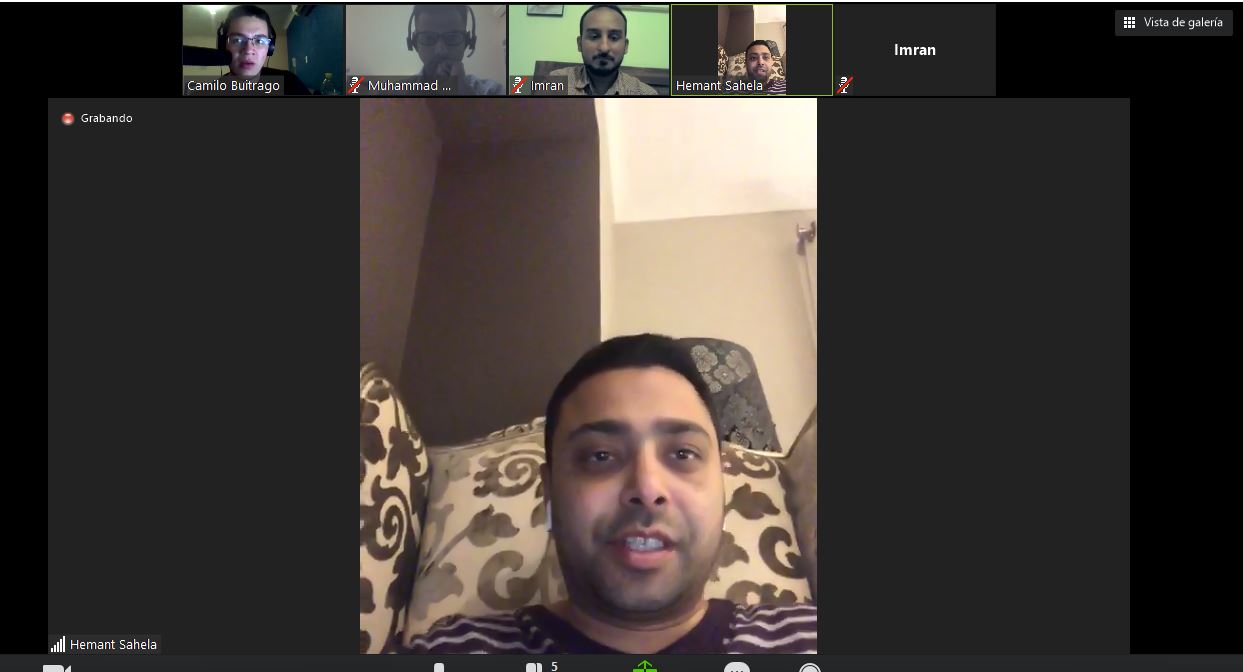 Vista de galería
Imran
Camilo Buitrago
Muhammad ...
Imran
Hemant Sahela
Grabando
Hemant Sahela
5